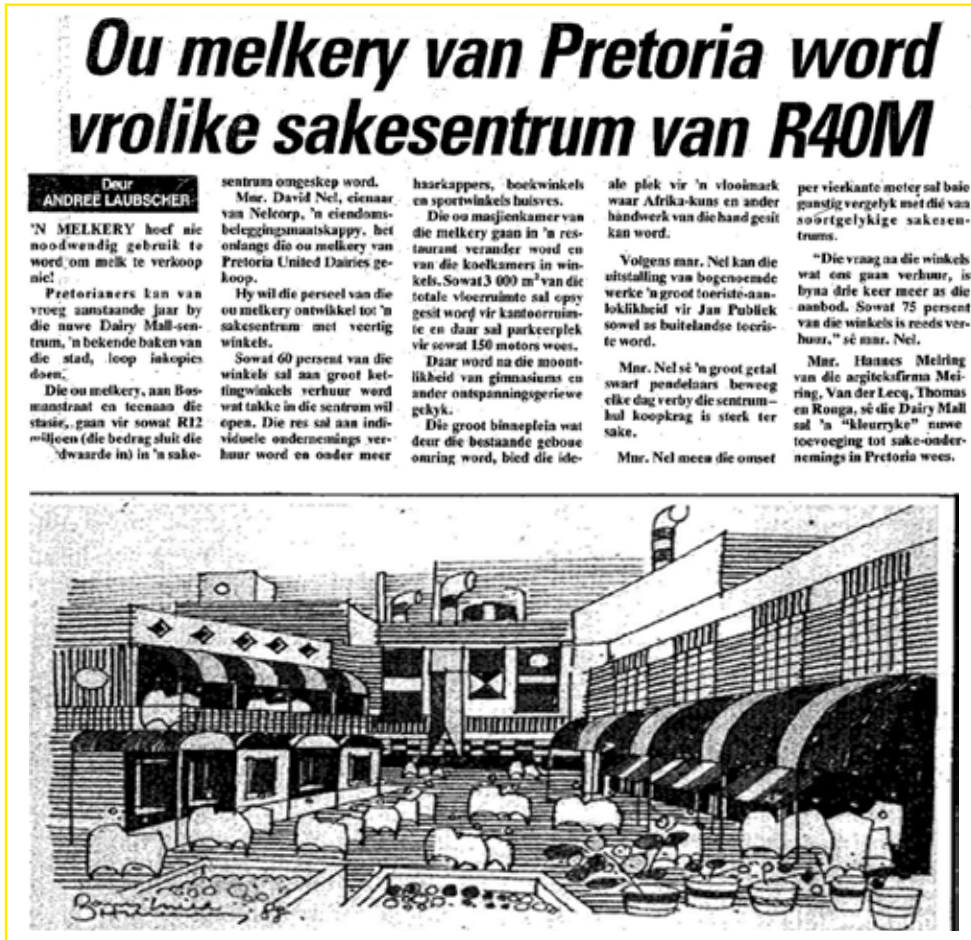 Ou melkery van Pretoria word
vrolike sakesentrum van R40M
Deur
ANDREÉ LAUBSCHER
'N MELKERY hoef nie
noodwendig gebruik te
word om melk te verkoop
nie!
Pretorianers kan van
vroeg aanstaande jaar by
die nuwe Dairy Mall-sen-
trum, 'n bekende baken van
die stad, loop inkopies
doen.
Die ou melkery, aan Bos-
manstraat en teenaan die
stasie, gaan vir sowat R12
miljoen (die bedrag sluit die
dwaarde in) in 'n sake-
sentrum omgeskep word.
Mnr. David Nel, eienaar
van Nelcorp, 'n eiendoms-
beleggingsmaatskappy, het
onlangs die ou melkery van
Pretoria United Dairies ge-
koop.
Hy wil die perseel van die
ou melkery ontwikkel tot 'n
sakesentrum met veertig
winkels.
Sowat 60 persent van die
winkels sal aan groot ket-
tingwinkels verhuur word
wat takke in die sentrum wil
open. Die res sal aan indi-
viduele ondernemings ver-
huur word en onder meer
haarkappers, boekwinkels
en sportwinkels huisves.
Die ou masjienkamer van
die melkery gaan in 'n res-
taurant verander word en
van die koelkamers in win-
kels. Sowat 3 000 m² van die
totale vloerruimte sal opsy
gesit word vir kantoorruim-
te en daar sal parkeerplek
vir sowat 150 motors wees.
Daar word na die moont-
likheid van gimnasiums en
ander ontspanningsgeriewe
gekyk.
Die groot binneplein wat
deur die bestaande geboue
omring word, bied die ide-
ale plek vir 'n vlooimark
waar Afrika-kuns en ander
handwerk van die hand gesit
kan word.
Volgens mnr. Nel kan die
uitstalling van bogenoemde
werke 'n groot toeriste-aan-
loklikheid vir Jan Publiek
sowel as buitelandse toeris-
te word.
Mnr. Nel sê 'n groot getal
swart pendelaars beweeg
elke dag verby die sentrum —
hul koopkrag is sterk ter
sake.
Mnr. Nel meen die omset
per vierkante meter sal baie
gunstig vergelyk met dié van
soortgelykige sakesen-
trums.
"Die vraag na die winkels
wat ons gaan verhuur, is
byna drie keer meer as die
aanbod. Sowat 75 persent
van die winkels is reeds ver-
huur," sê mnr. Nel.
Mnr. Hannes Meiring
van die argiteksfirma Mei-
ring, Van der Lecq, Thomas
en Rouga, sê die Dairy Mall
sal 'n "kleurryke" nuwe
toevoeging tot sake-onder-
nemings in Pretoria wees.